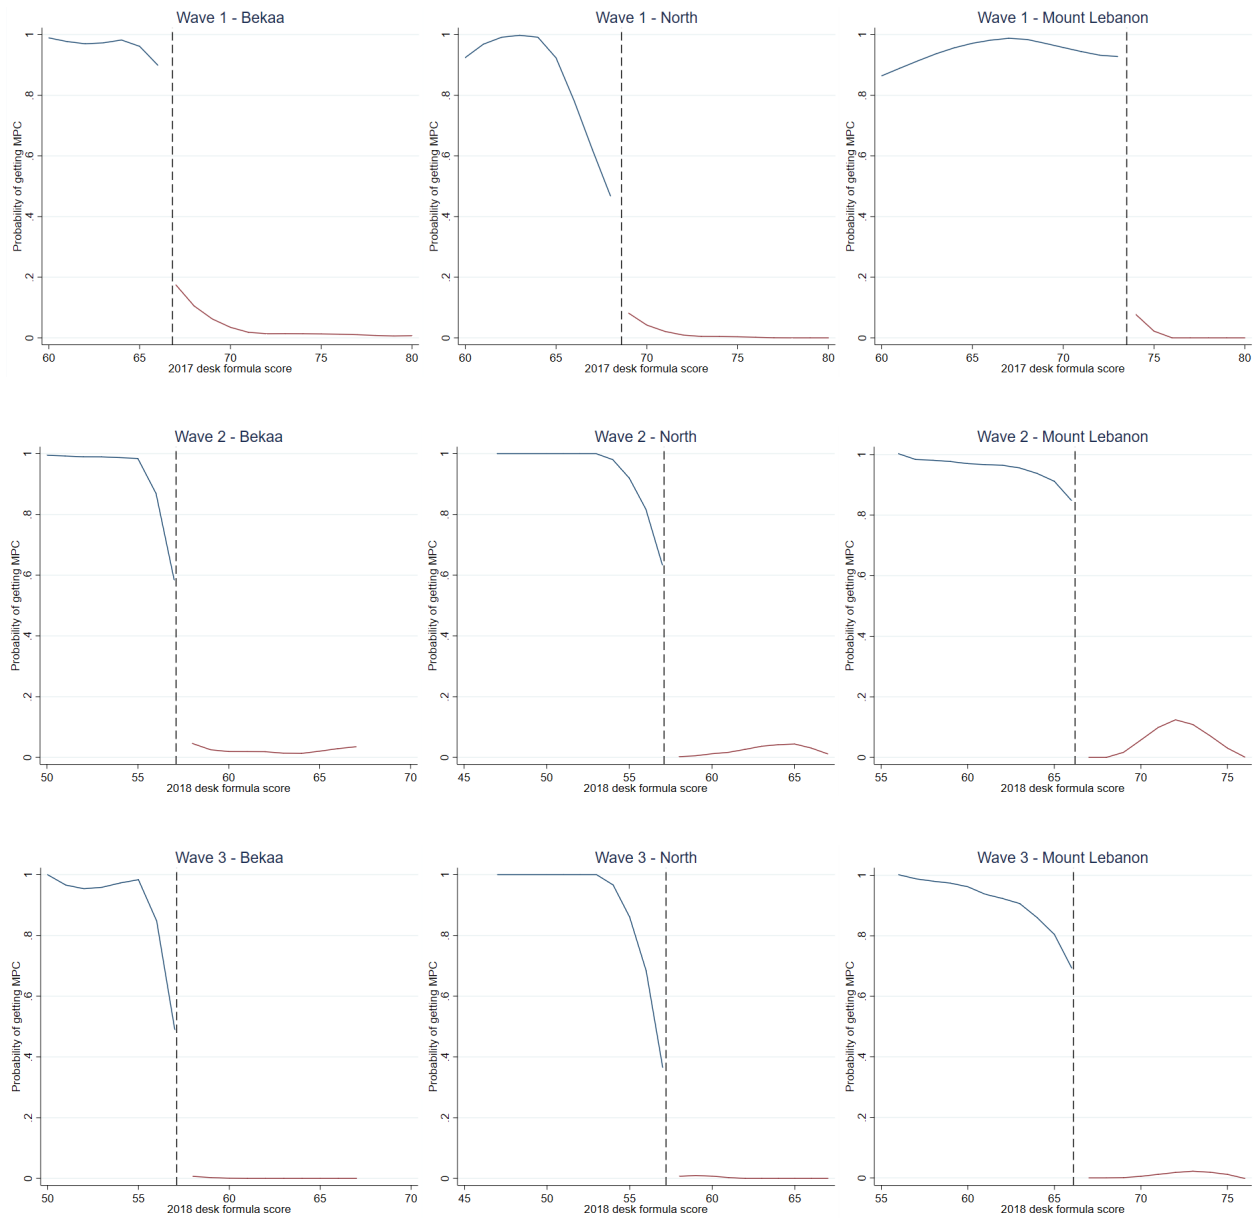 Wave 1 - Bekaa
Probability of getting MPC
1
.8
.6
.4
.2
0
60 65 70 75 80
2017 desk formula score
Wave 1 - North
Probability of getting MPC
1
.8
.6
.4
.2
0
60 65 70 75 80
2017 desk formula score
Wave 1 - Mount Lebanon
Probability of getting MPC
1
.8
.6
.4
.2
0
60 65 70 75 80
2017 desk formula score
Wave 2 - Bekaa
Probability of getting MPC
1
.8
.6
.4
.2
0
50 55 60 65 70
2018 desk formula score
Wave 2 - North
Probability of getting MPC
1
.8
.6
.4
.2
0
45 50 55 60 65
2018 desk formula score
Wave 2 - Mount Lebanon
Probability of getting MPC
1
.8
.6
.4
.2
0
55 60 65 70 75
2018 desk formula score
Wave 3 - Bekaa
Probability of getting MPC
1
.8
.6
.4
.2
0
50 55 60 65 70
2018 desk formula score
Wave 3 - North
Probability of getting MPC
1
.8
.6
.4
.2
0
45 50 55 60 65
2018 desk formula score
Wave 3 - Mount Lebanon
Probability of getting MPC
1
.8
.6
.4
.2
0
55 60 65 70 75
2018 desk formula score